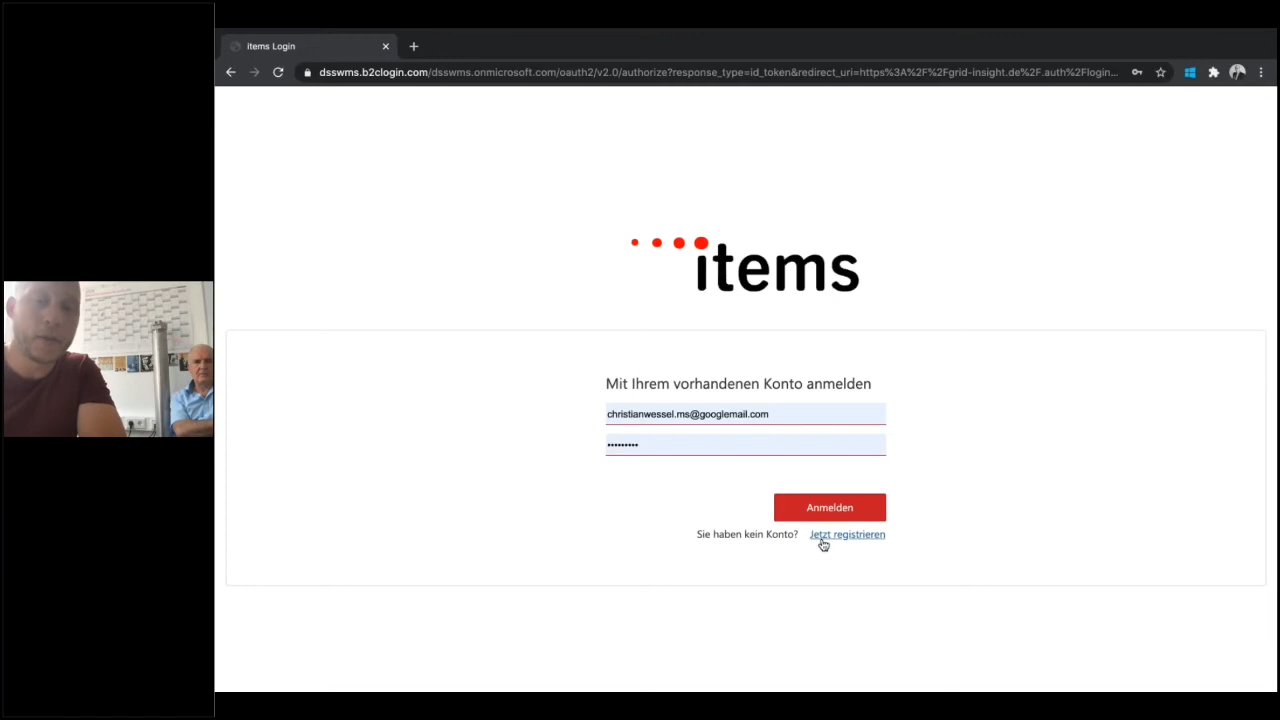 items Login
dsswms.b2clogin.com/dsswms.onmicrosoft.com/oauth2/v2.0/authorize?response_type=id_token&redirect_uri=https%3A%2F%2Fgrid-insight.de%2F.auth%2Flogin...
items
Mit Ihrem vorhandenen Konto anmelden
christianwessel.ms@googlemail.com
•••••••••
Anmelden
Sie haben kein Konto? Jetzt registrieren